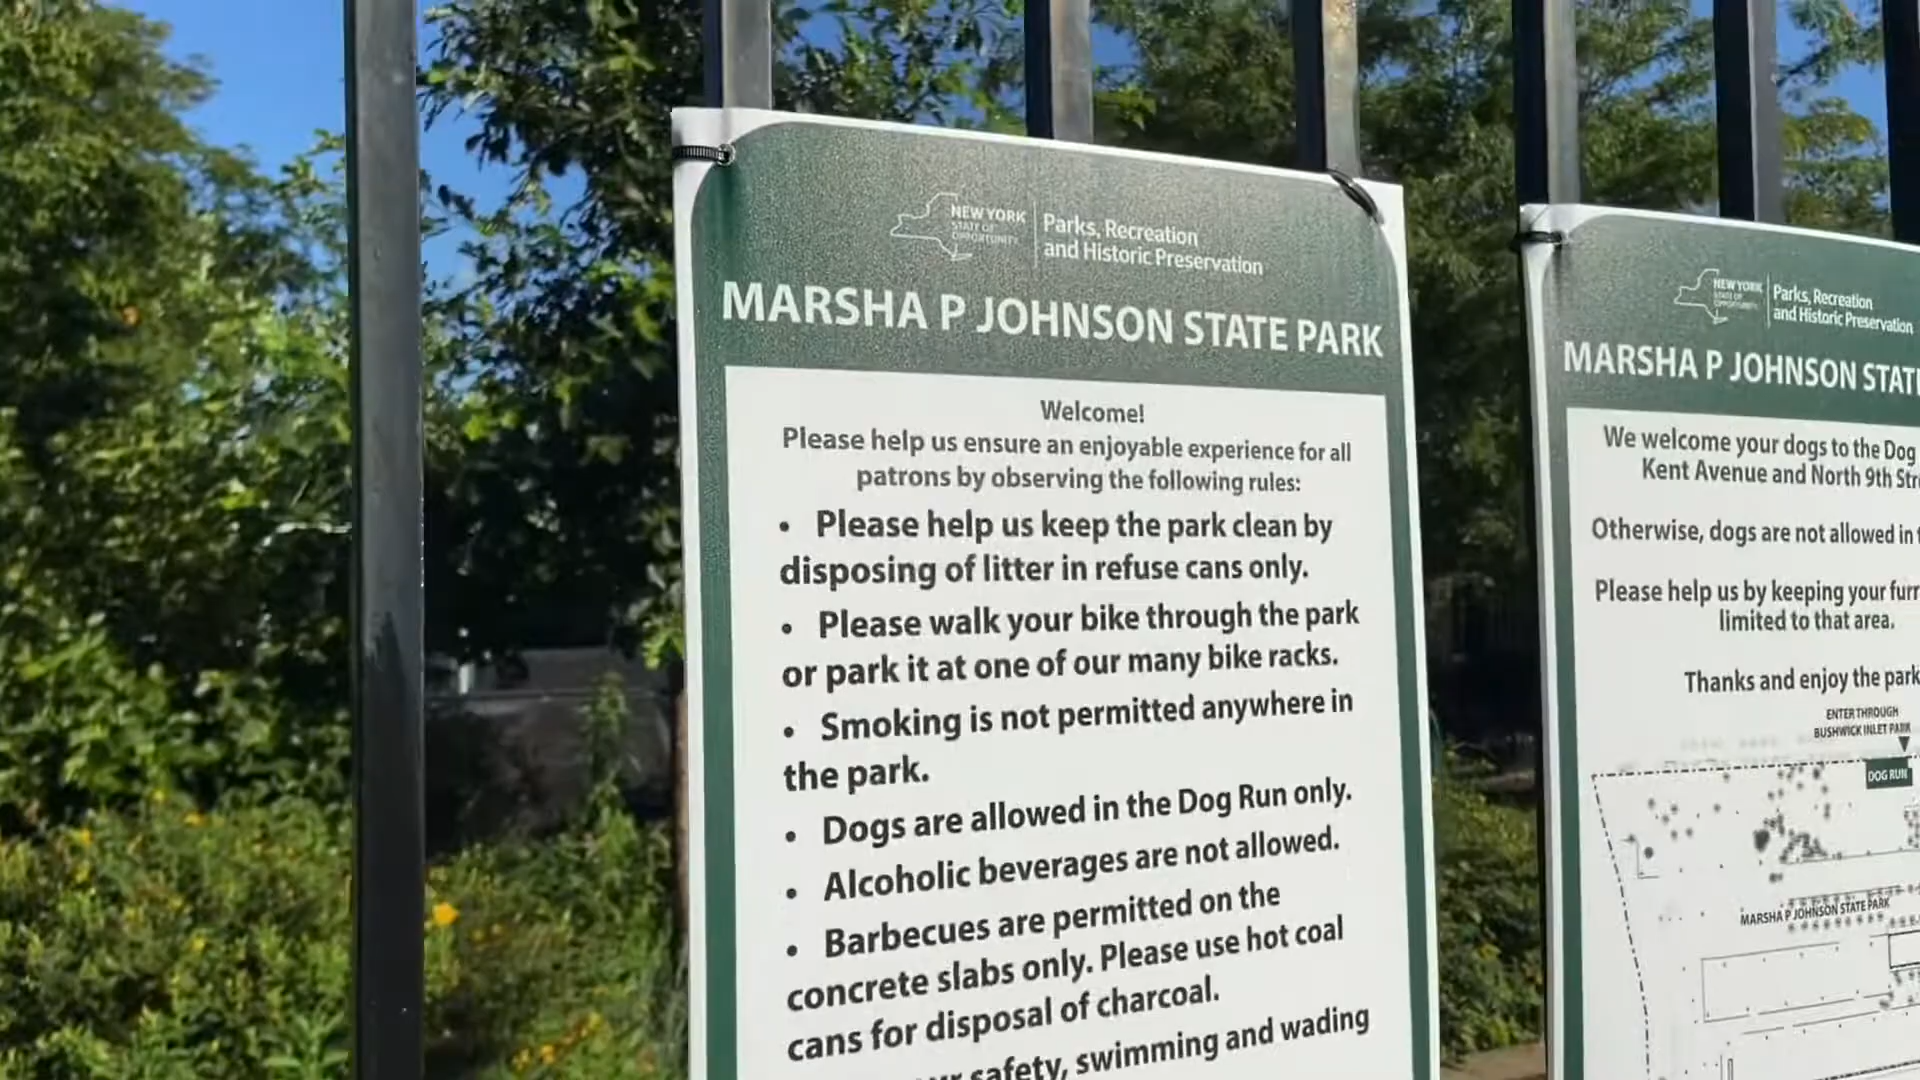 NEW YORK
STATE OF
OPPORTUNITY
Parks, Recreation
and Historic Preservation
MARSHA P JOHNSON STATE PARK
Welcome!
Please help us ensure an enjoyable experience for all
patrons by observing the following rules:
• Please help us keep the park clean by
disposing of litter in refuse cans only.
• Please walk your bike through the park
or park it at one of our many bike racks.
• Smoking is not permitted anywhere in
the park.
• Dogs are allowed in the Dog Run only.
• Alcoholic beverages are not allowed.
• Barbecues are permitted on the
concrete slabs only. Please use hot coal
cans for disposal of charcoal.
safety, swimming and wading
NEW YORK
STATE OF
OPPORTUNITY
Parks, Recreation
and Historic Preservation
MARSHA P JOHNSON STATE
We welcome your dogs to the Dog
Kent Avenue and North 9th
Otherwise, dogs are not allowed in
Please help us by keeping your
limited to that area.
Thanks and enjoy the park
ENTER THROUGH
BUSHWICK INLET PARK
DOG RUN
MARSHA P JOHNSON STATE PARK